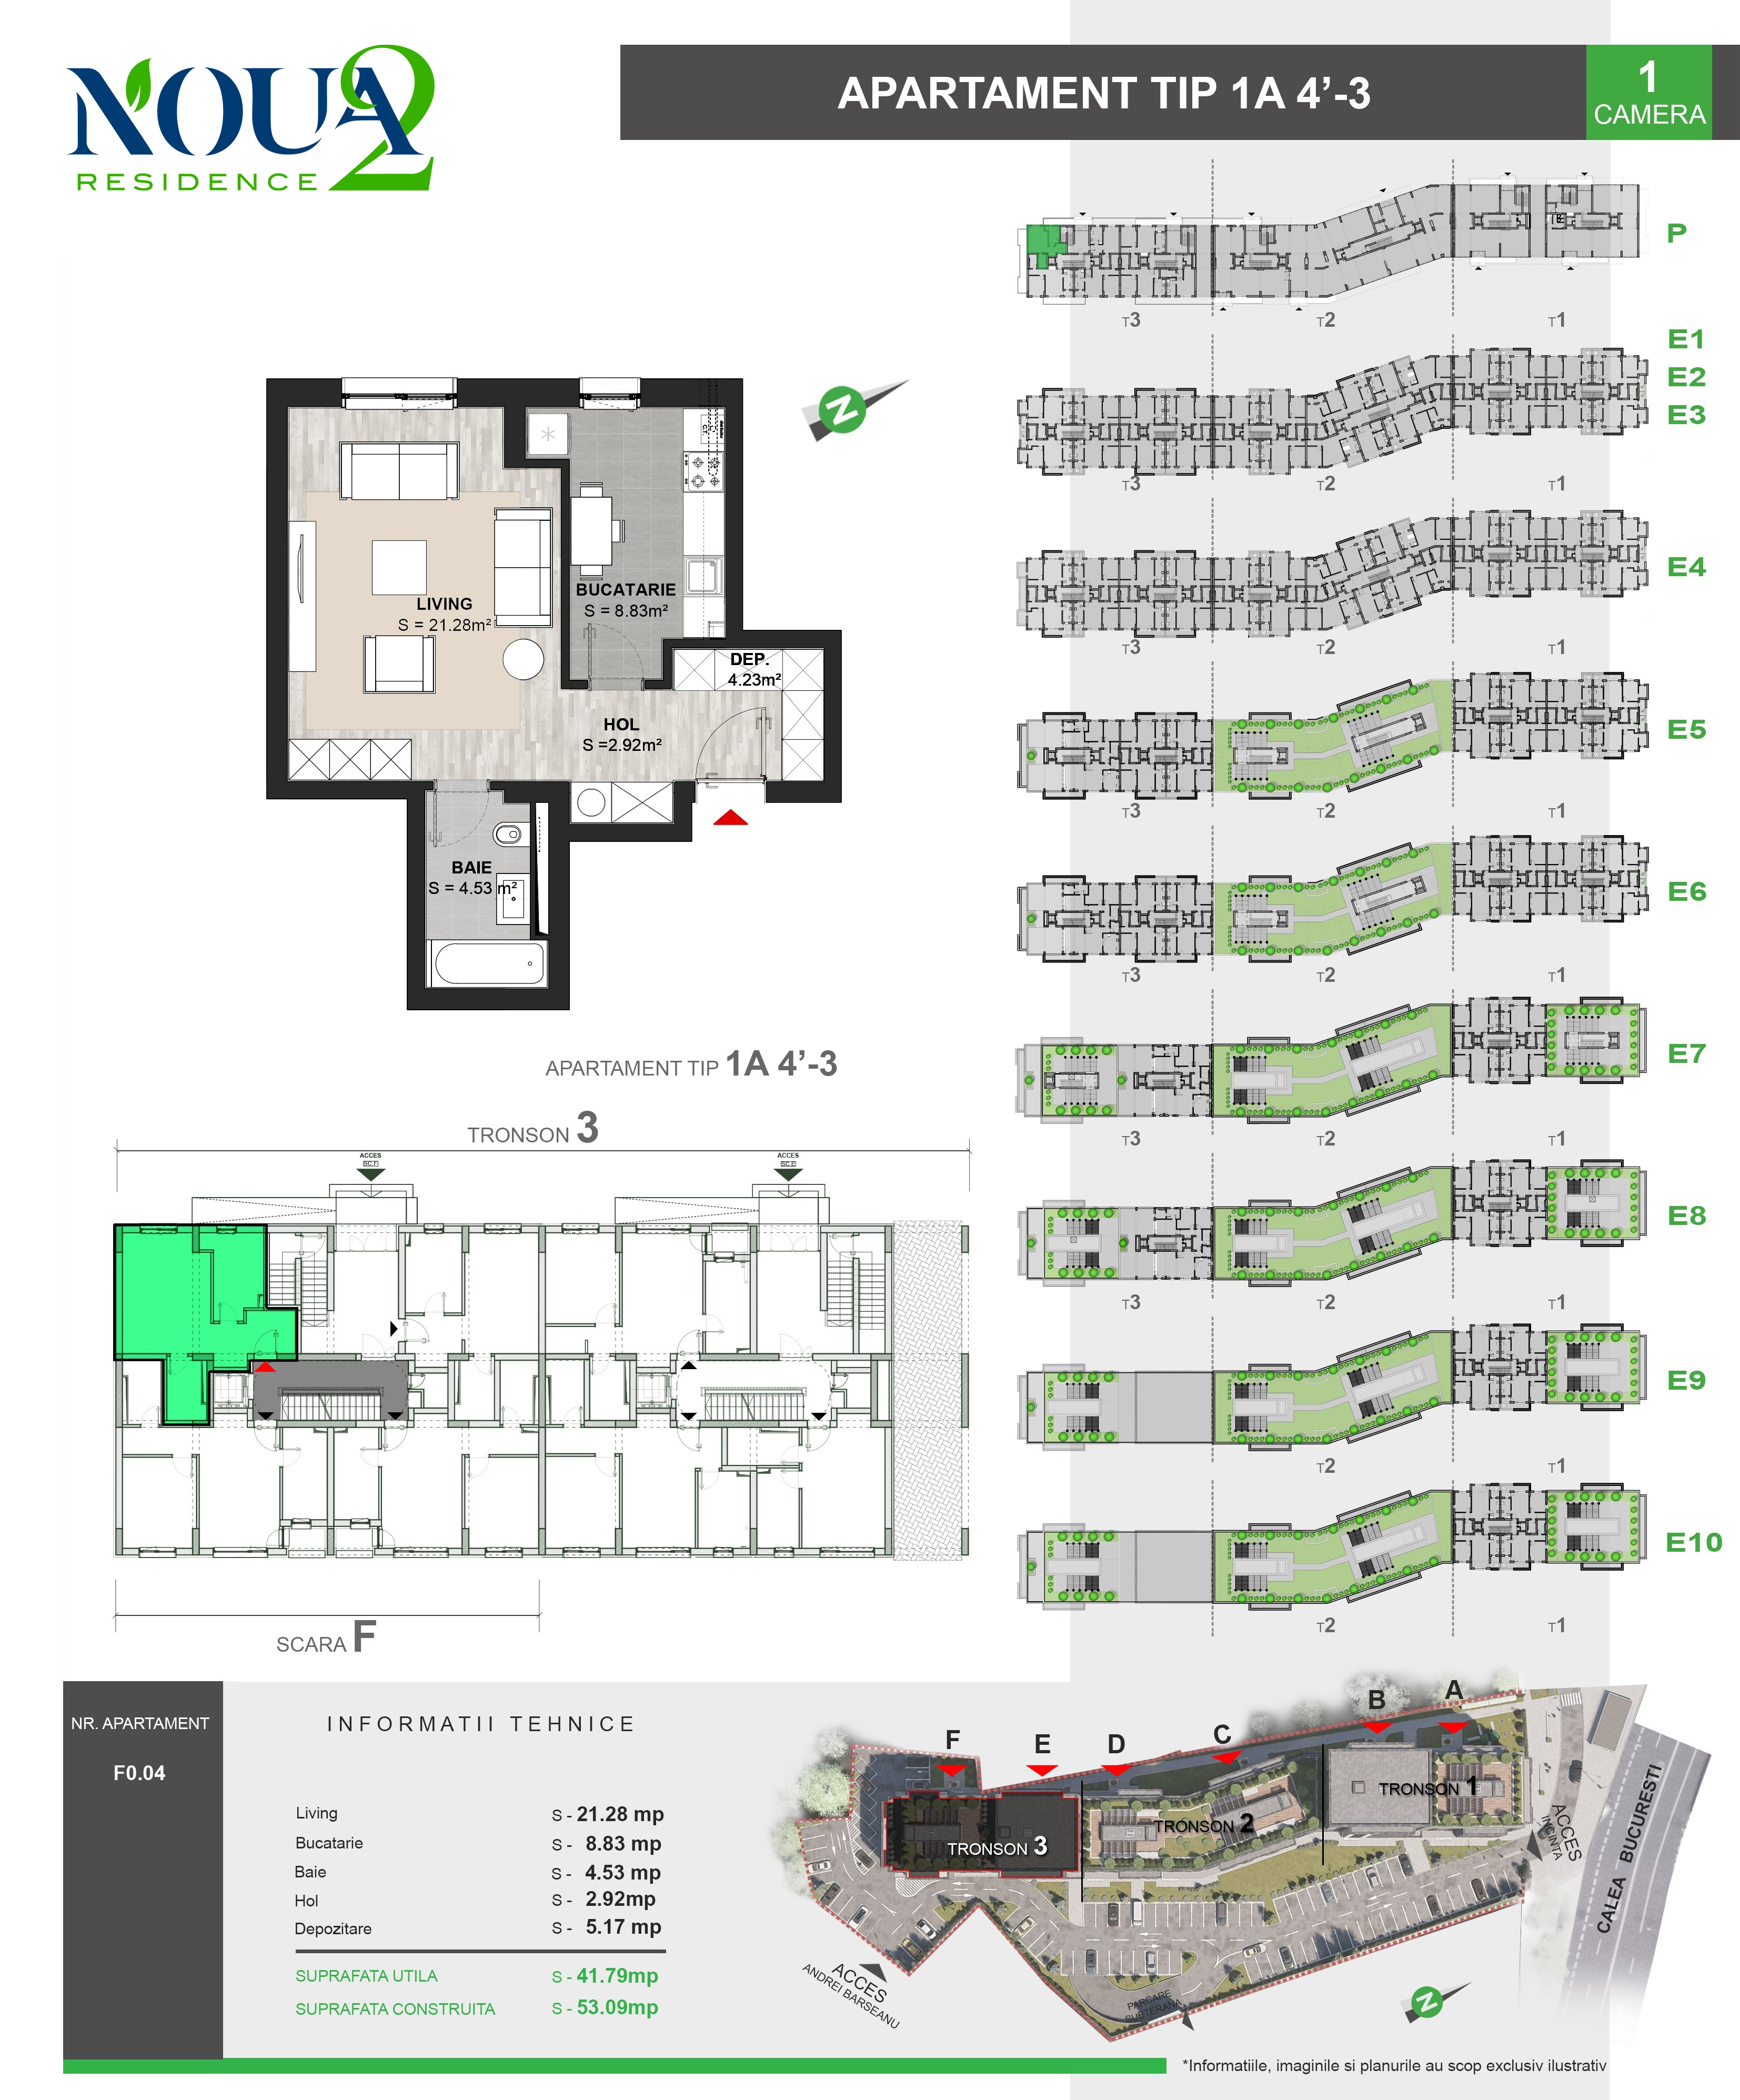 NOUA 2
RESIDENCE
APARTAMENT TIP 1A 4’-3
1
CAMERA
P
T3
T2
T1
E1
E2
E3
T3
T2
T1
E4
T3
T2
T1
E5
T3
T2
T1
E6
T3
T2
T1
E7
T3
T2
T1
E8
T3
T2
T1
E9
T2
T1
E10
T2
T1
N
LIVING
S = 21.28m²
BUCATARIE
S = 8.83m²
DEP.
4.23m²
HOL
S =2.92m²
BAIE
S = 4.53 m²
APARTAMENT TIP 1A 4’-3
TRONSON 3
ACCES
SC.F
ACCES
SC.E
SCARA F
NR. APARTAMENT
F0.04
INFORMATII TEHNICE
Living S - 21.28 mp
Bucatarie S - 8.83 mp
Baie S - 4.53 mp
Hol S - 2.92mp
Depozitare S - 5.17 mp
SUPRAFATA UTILA S - 41.79mp
SUPRAFATA CONSTRUITA S - 53.09mp
F
E
D
C
B
A
TRONSON 3
TRONSON 2
TRONSON 1
ACCES
INCINTA
CALEA BUCURESTI
ACCES
ANDREI BARSEANU
PARCARE
SUBTERANA
N
*Informatiile, imaginile si planurile au scop exclusiv ilustrativ